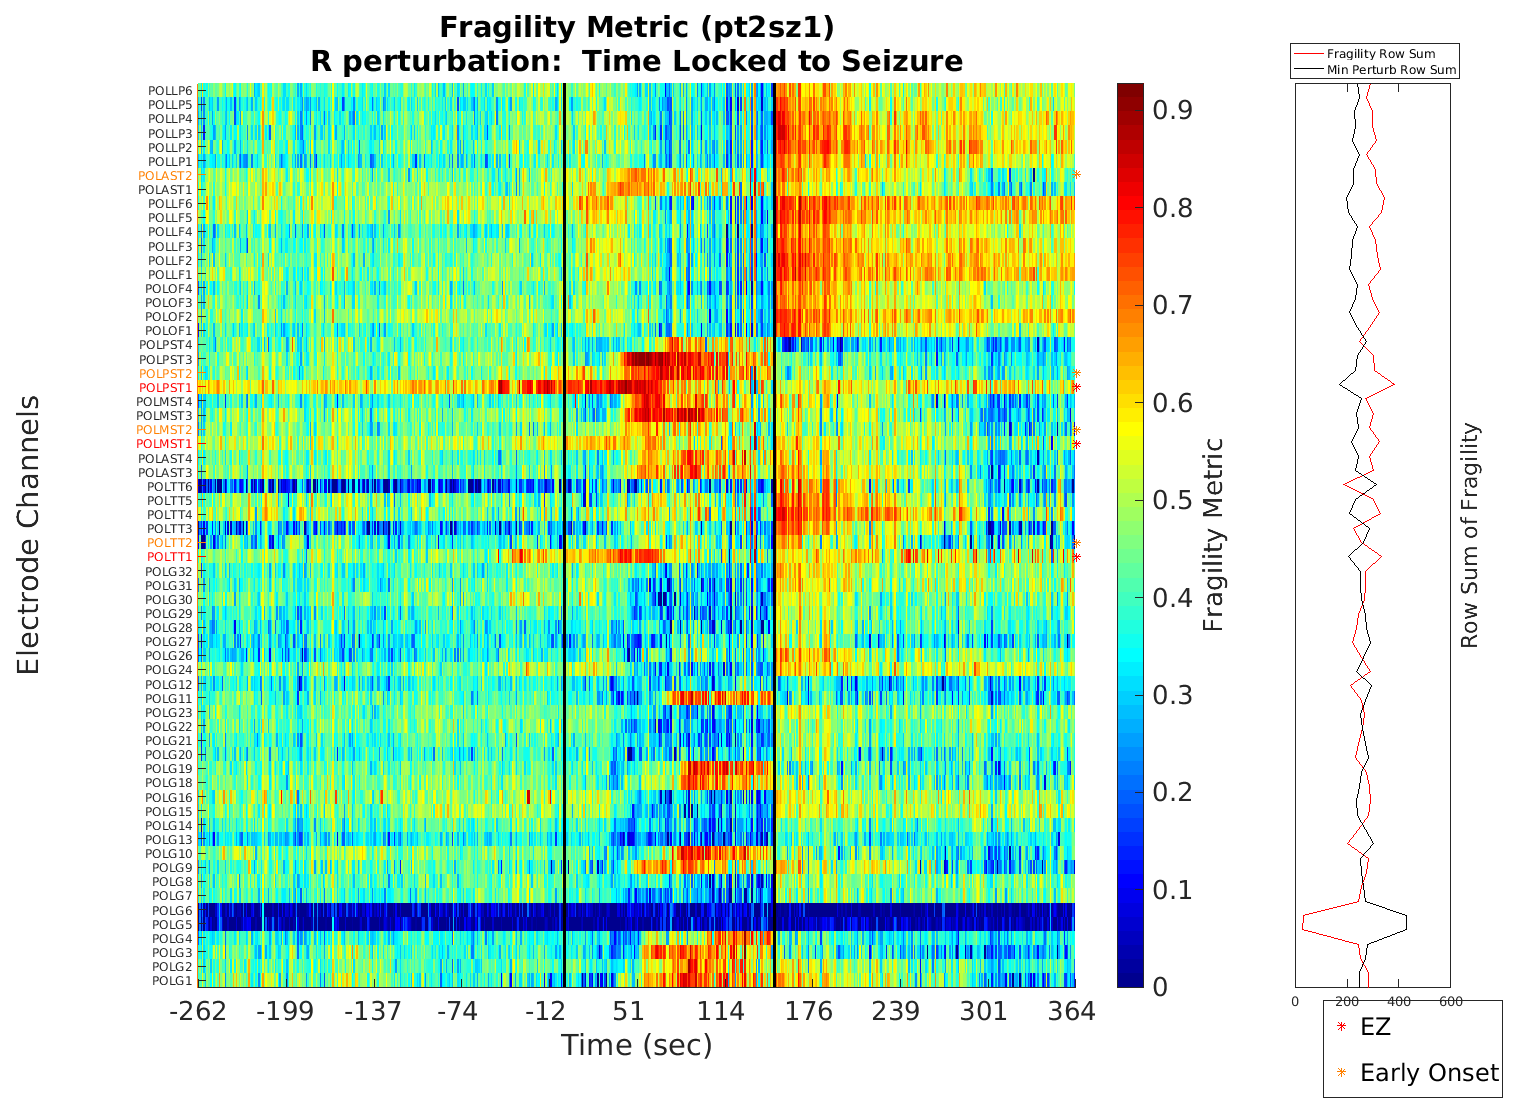 Fragility Metric (pt2sz1)
R perturbation:  Time Locked to Seizure
Electrode Channels
POLLP6
POLLP5
POLLP4
POLLP3
POLLP2
POLLP1
POLAST2
POLAST1
POLLF6
POLLF5
POLLF4
POLLF3
POLLF2
POLLF1
POLOF4
POLOF3
POLOF2
POLOF1
POLPST4
POLPST3
POLPST2
POLPST1
POLMST4
POLMST3
POLMST2
POLMST1
POLAST4
POLAST3
POLTT6
POLTT5
POLTT4
POLTT3
POLTT2
POLTT1
POLG32
POLG31
POLG30
POLG29
POLG28
POLG27
POLG26
POLG24
POLG12
POLG11
POLG23
POLG22
POLG21
POLG20
POLG19
POLG18
POLG16
POLG15
POLG14
POLG13
POLG10
POLG9
POLG8
POLG7
POLG6
POLG5
POLG4
POLG3
POLG2
POLG1
-262 -199 -137 -74 -12 51 114 176 239 301 364
Time (sec)
0.9
0.8
0.7
0.6
0.5
0.4
0.3
0.2
0.1
0
Fragility Metric
Fragility Row Sum
Min Perturb Row Sum
0 200 400 600
Row Sum of Fragility
EZ
Early Onset